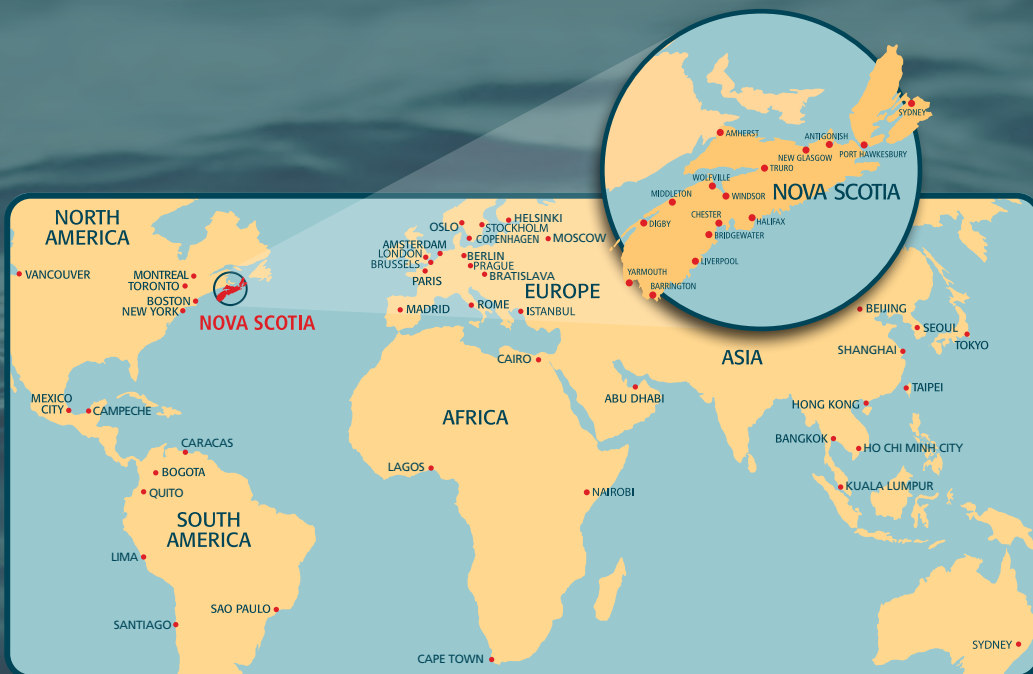 SYDNEY
AMHERST
ANTIGONISH
NEW GLASGOW
PORT HAWKESBURY
TRURO
WOLFVILLE
NOVA SCOTIA
MIDDLETON
WINDSOR
CHESTER
HALIFAX
DIGBY
BRIDGEWATER
LIVERPOOL
YARMOUTH
BARRINGTON
NORTH
AMERICA
VANCOUVER
MONTREAL
TORONTO
BOSTON
NEW YORK
NOVA SCOTIA
MEXICO
CITY
CAMPECHE
CARACAS
BOGOTA
QUITO
SOUTH
AMERICA
LIMA
SAO PAULO
SANTIAGO
OSLO
HELSINKI
STOCKHOLM
COPENHAGEN
MOSCOW
AMSTERDAM
LONDON
BRUSSELS
BERLIN
PRAGUE
PARIS
BRATISLAVA
EUROPE
MADRID
ROME
ISTANBUL
CAIRO
ABU DHABI
AFRICA
LAGOS
NAIROBI
CAPE TOWN
ASIA
BEIJING
SEOUL
TOKYO
SHANGHAI
TAIPEI
HONG KONG
BANGKOK
HO CHI MINH CITY
KUALA LUMPUR
SYDNEY